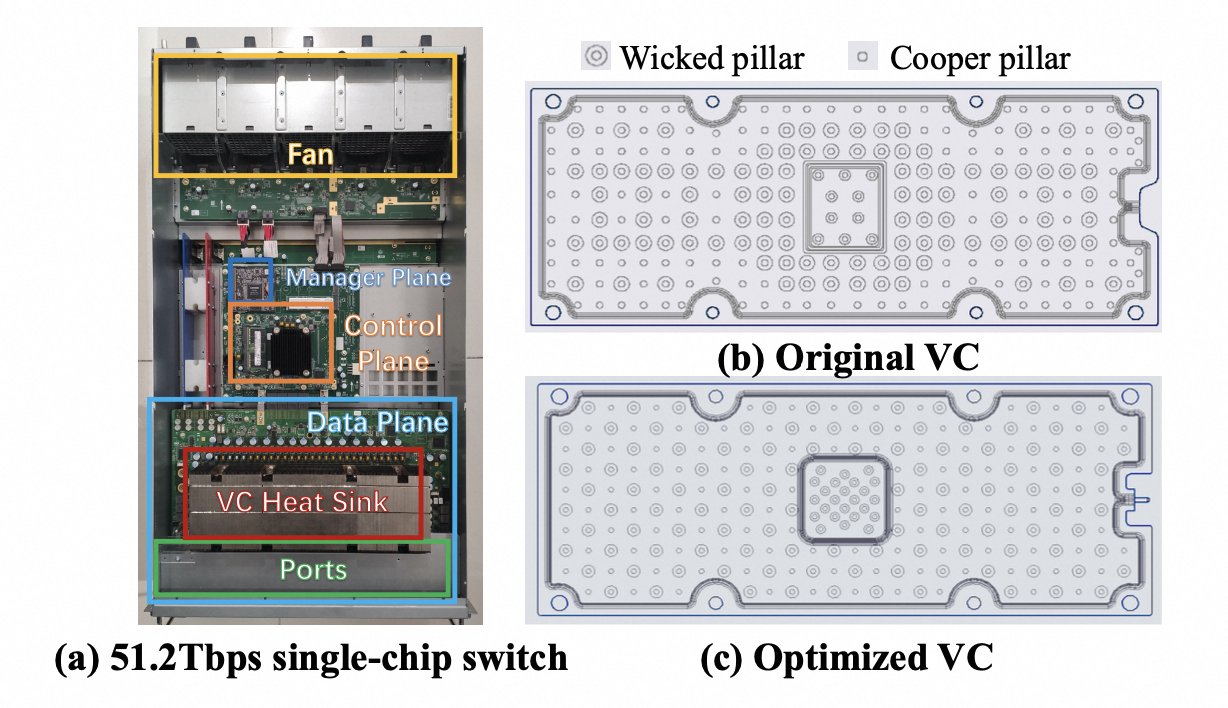 Wicked pillar
Cooper pillar
Fan
Manager Plane
Control
Plane
Data Plane
VC Heat Sink
Ports
(b) Original VC
(a) 51.2Tbps single-chip switch
(c) Optimized VC